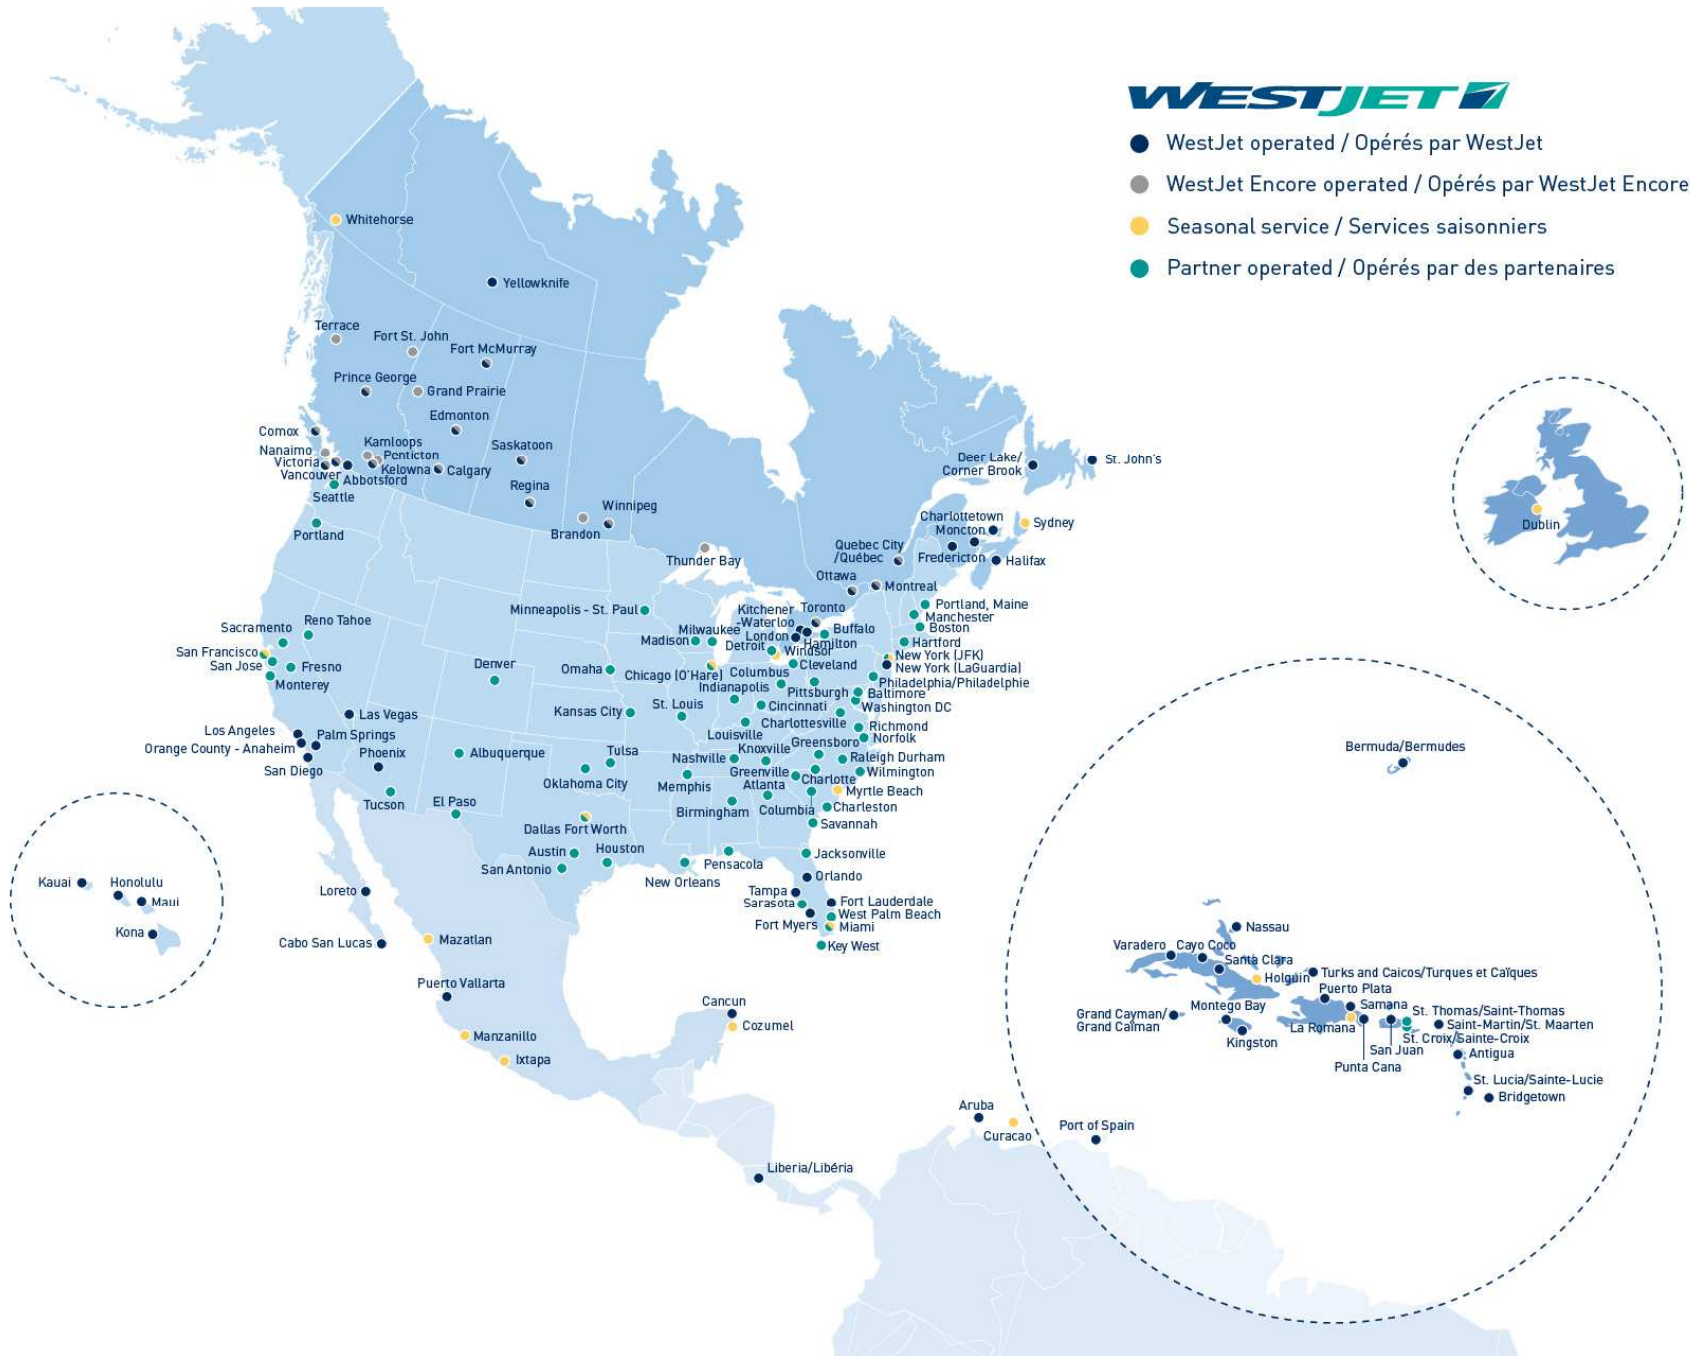 WESTJET
WestJet operated / Opérés par WestJet
WestJet Encore operated / Opérés par WestJet Encore
Seasonal service / Services saisonniers
Partner operated / Opérés par des partenaires
Whitehorse
Yellowknife
Terrace
Fort St. John
Fort McMurray
Prince George
Grand Prairie
Edmonton
Comox
Kamloops
Saskatoon
Nanaimo
Penticton
Victoria
Kelowna
Calgary
Vancouver
Abbotsford
Seattle
Regina
Winnipeg
Portland
Brandon
Thunder Bay
Deer Lake/
Corner Brook
St. John's
Charlottetown
Moncton
Sydney
Quebec City
/Québec
Fredericton
Halifax
Ottawa
Montreal
Dublin
Minneapolis - St. Paul
Kitchener
-Waterloo
Toronto
Portland, Maine
Manchester
Boston
Reno Tahoe
Sacramento
Milwaukee
Madison
London
Hamilton
Buffalo
Hartford
Detroit
Windsor
San Francisco
San Jose
Fresno
Monterey
Denver
Omaha
Chicago (O'Hare)
Columbus
Cleveland
New York (JFK)
New York (LaGuardia)
Indianapolis
Pittsburgh
Philadelphia/Philadelphie
Baltimore
Washington DC
Las Vegas
Kansas City
St. Louis
Cincinnati
Charlottesville
Richmond
Norfolk
Los Angeles
Palm Springs
Orange County - Anaheim
San Diego
Phoenix
Albuquerque
Tulsa
Oklahoma City
Louisville
Knoxville
Nashville
Greensboro
Raleigh Durham
Greenville
Charlotte
Wilmington
Memphis
Atlanta
Tucson
El Paso
Birmingham
Columbia
Myrtle Beach
Charleston
Savannah
Dallas Fort Worth
Austin
Houston
San Antonio
New Orleans
Pensacola
Jacksonville
Orlando
Tampa
Sarasota
Fort Lauderdale
West Palm Beach
Fort Myers
Miami
Key West
Kauai
Honolulu
Maui
Kona
Loreto
Cabo San Lucas
Mazatlan
Puerto Vallarta
Manzanillo
Ixtapa
Cancun
Cozumel
Bermuda/Bermudes
Nassau
Varadero
Cayo Coco
Santa Clara
Holguin
Turks and Caicos/Turques et Caïques
Puerto Plata
Montego Bay
Samana
Grand Cayman/
Grand Caïman
Kingston
La Romana
St. Thomas/Saint-Thomas
Saint-Martin/St. Maarten
St. Croix/Sainte-Croix
San Juan
Antigua
Punta Cana
St. Lucia/Sainte-Lucie
Bridgetown
Aruba
Curacao
Port of Spain
Liberia/Libéria